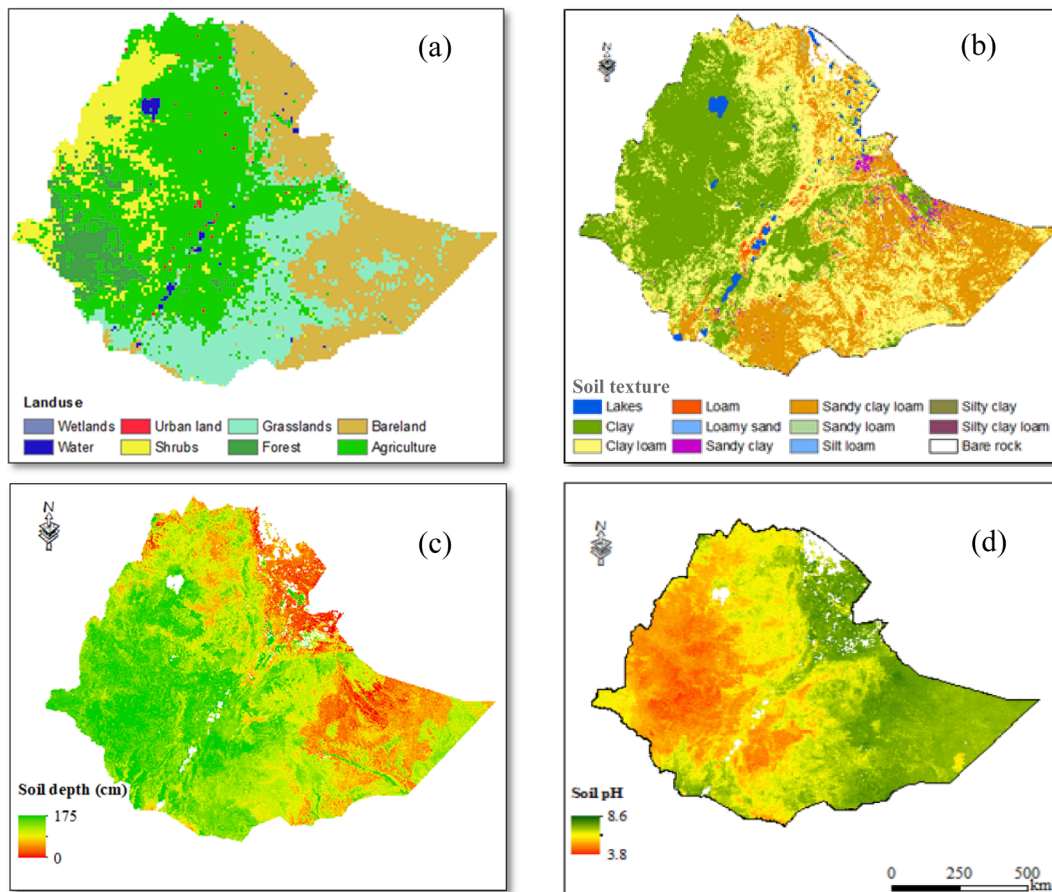 (a)
Landuse
Wetlands Urban land Grasslands Bareland
Water Shrubs Forest Agriculture
N
(b)
Soil texture
Lakes Loam Sandy clay loam Silty clay
Clay Loamy sand Sandy loam Silty clay loam
Clay loam Sandy clay Silt loam Bare rock
N
(c)
Soil depth (cm)
175
0
N
(d)
Soil pH
8.6
3.8
0 250 500
km